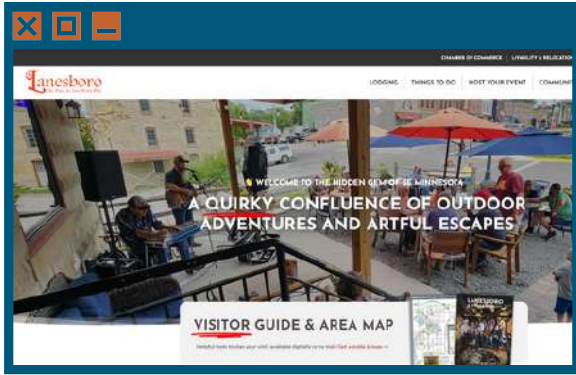 CHAMBER OF COMMERCE | LIVABILITY & RELOCATION
Lanesboro
LODGING THINGS TO DO HOST YOUR EVENT COMMUNI
WELCOME TO THE HIDDEN GEM OF SE MINNESOTA
A QUIRKY CONFLUENCE OF OUTDOOR
ADVENTURES AND ARTFUL ESCAPES
VISITOR GUIDE & AREA MAP
LANESBORO